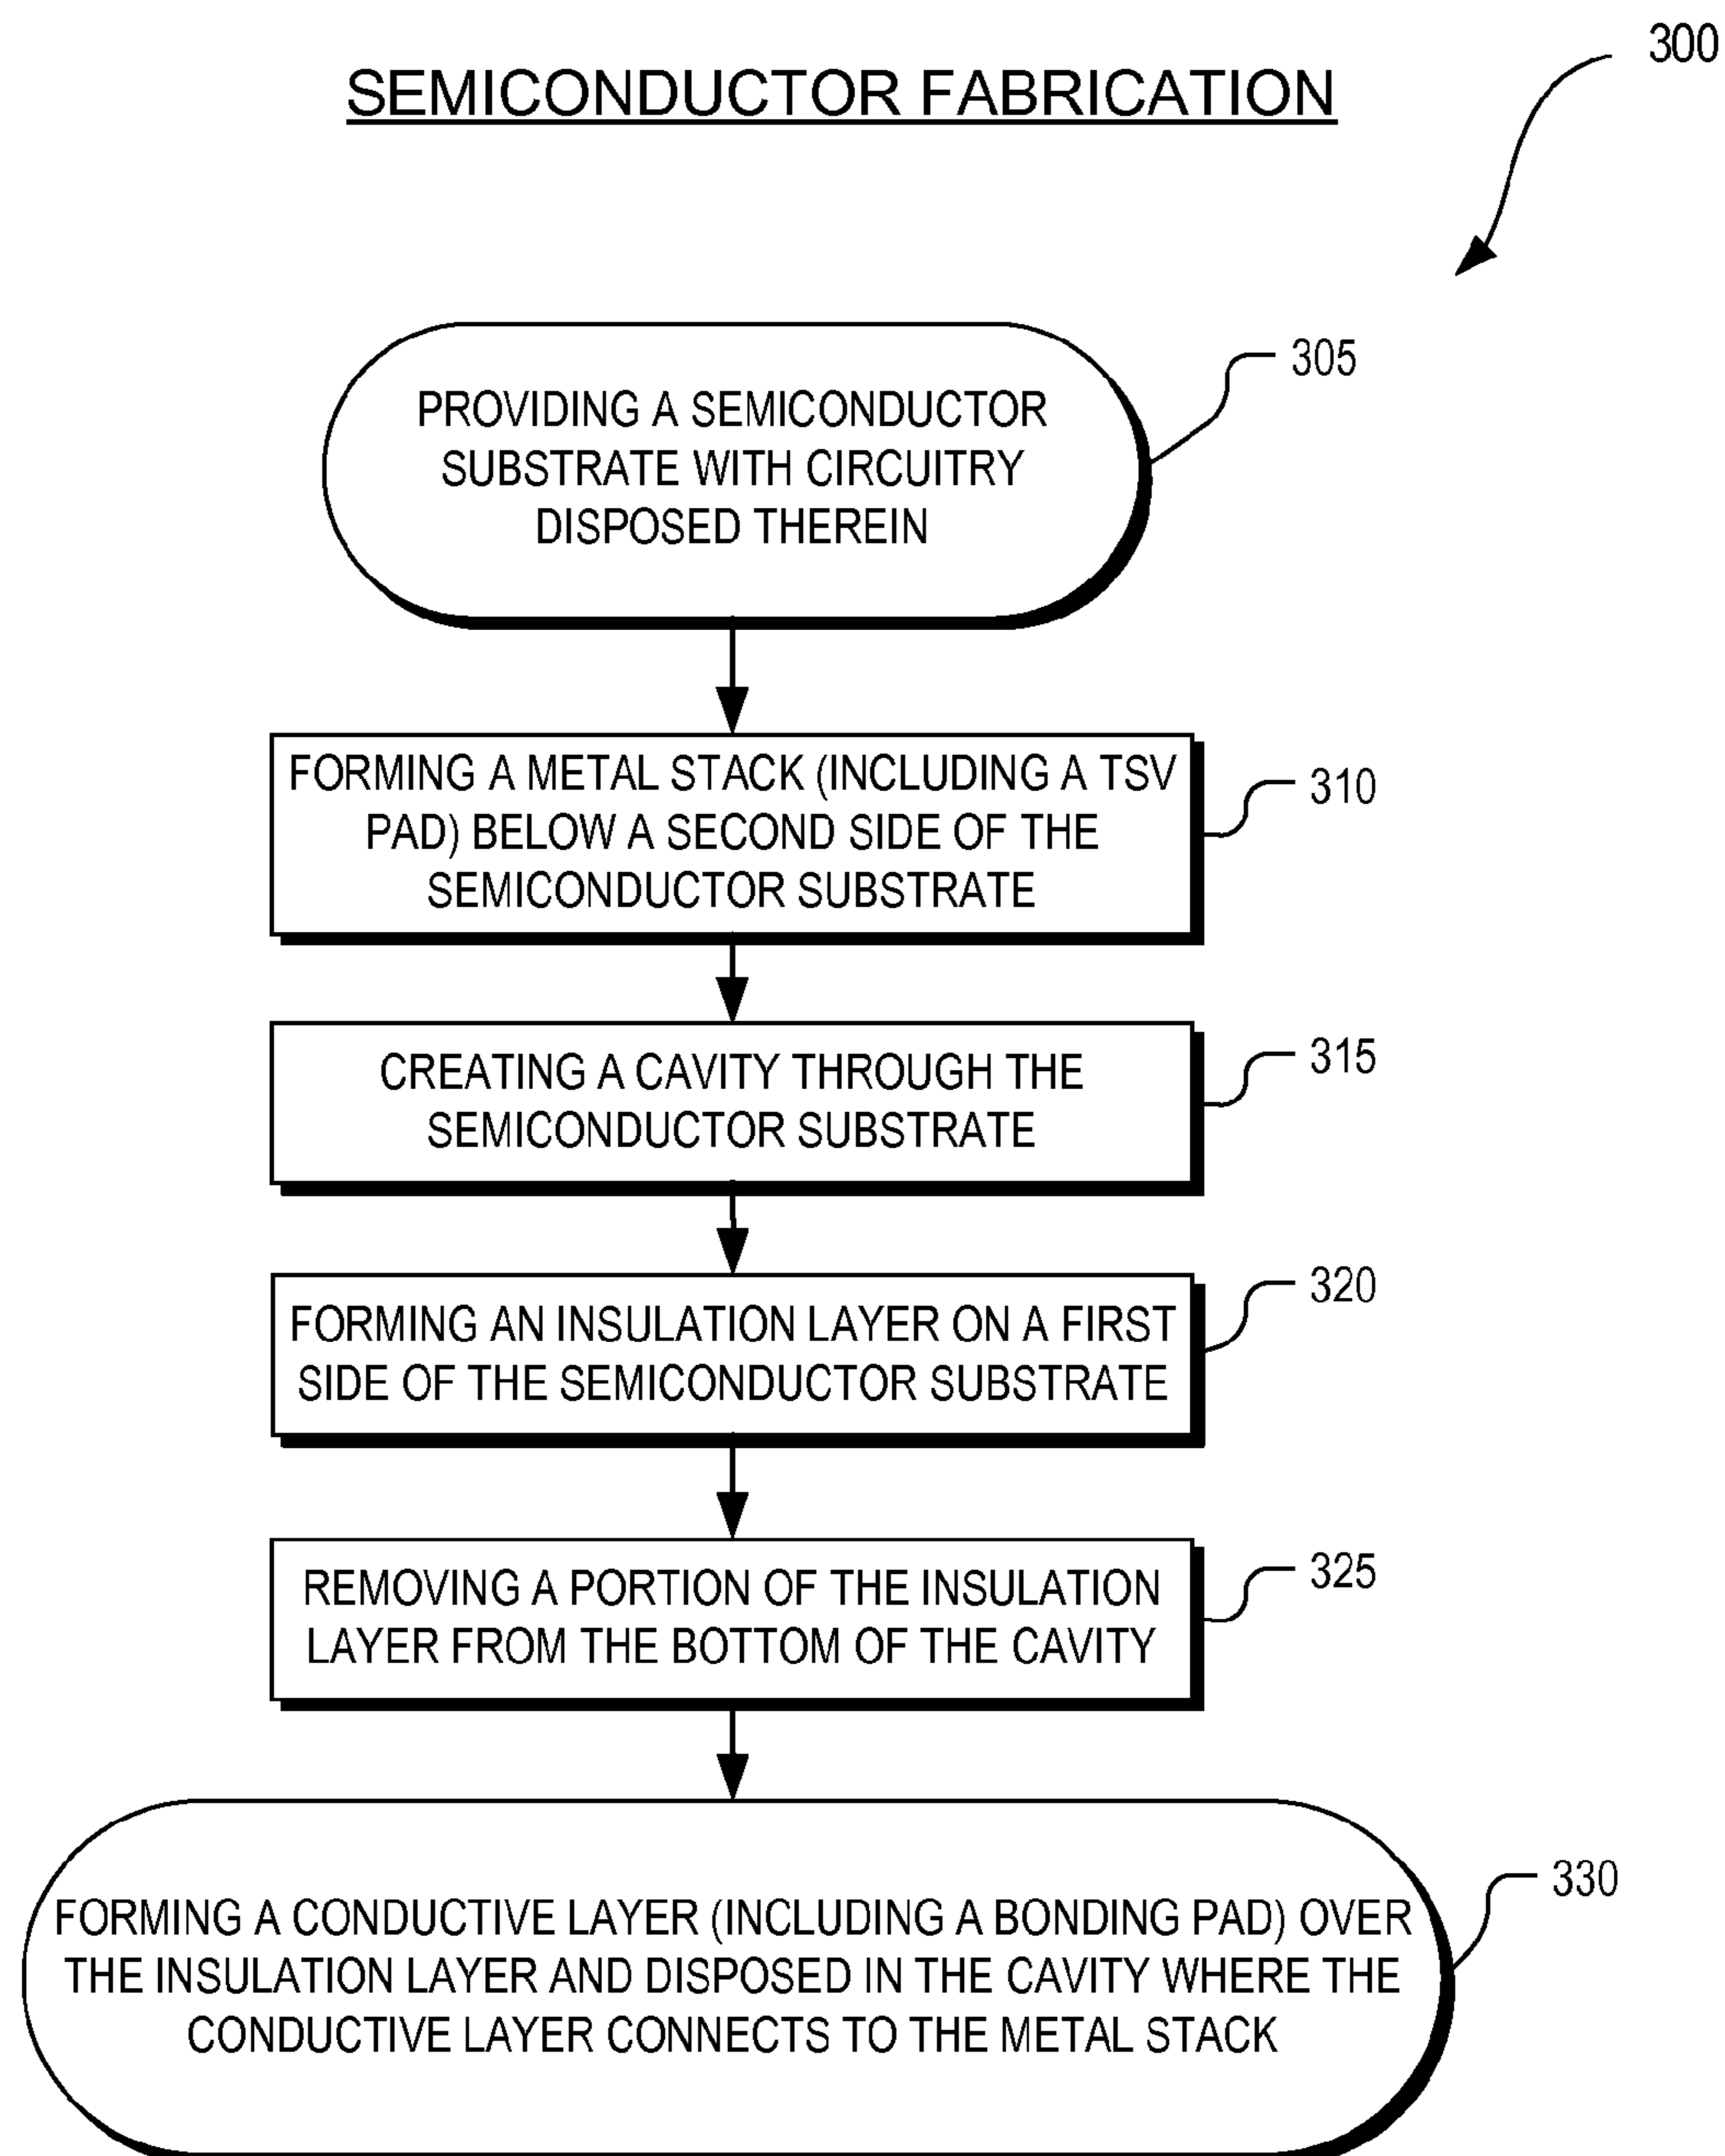 300
SEMICONDUCTOR FABRICATION
305
PROVIDING A SEMICONDUCTOR
SUBSTRATE WITH CIRCUITRY
DISPOSED THEREIN
310
FORMING A METAL STACK (INCLUDING A TSV
PAD) BELOW A SECOND SIDE OF THE
SEMICONDUCTOR SUBSTRATE
315
CREATING A CAVITY THROUGH THE
SEMICONDUCTOR SUBSTRATE
320
FORMING AN INSULATION LAYER ON A FIRST
SIDE OF THE SEMICONDUCTOR SUBSTRATE
325
REMOVING A PORTION OF THE INSULATION
LAYER FROM THE BOTTOM OF THE CAVITY
330
FORMING A CONDUCTIVE LAYER (INCLUDING A BONDING PAD) OVER
THE INSULATION LAYER AND DISPOSED IN THE CAVITY WHERE THE
CONDUCTIVE LAYER CONNECTS TO THE METAL STACK